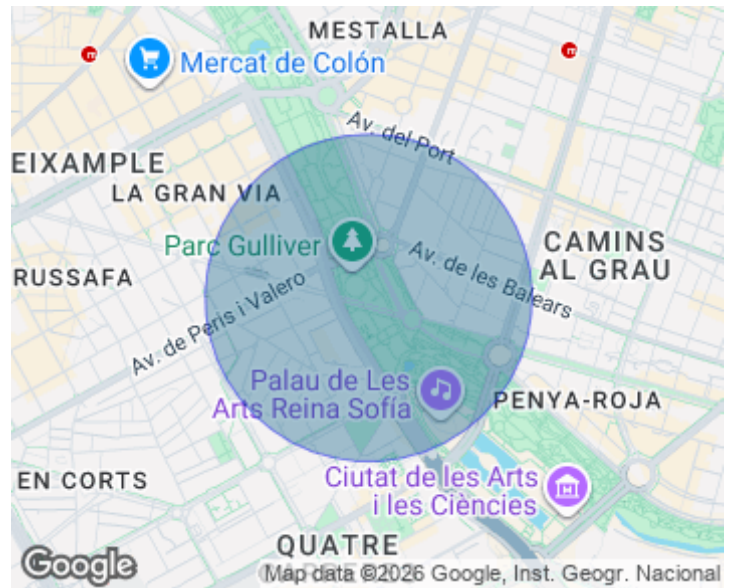 MESTALLA
Mercat de Colón
Av. del Port
EIXAMPLE
LA GRAN VIA
Parc Gulliver
CAMINS
AL GRAU
Av. de les Balears
RUSSAFA
Av. de Peris i Valero
Palau de Les
Arts Reina Sofía
PENYA-ROJA
EN CORTS
Ciutat de les Arts
i les Ciències
QUATRE
Google
Map data ©2026 Google, Inst. Geogr. Nacional